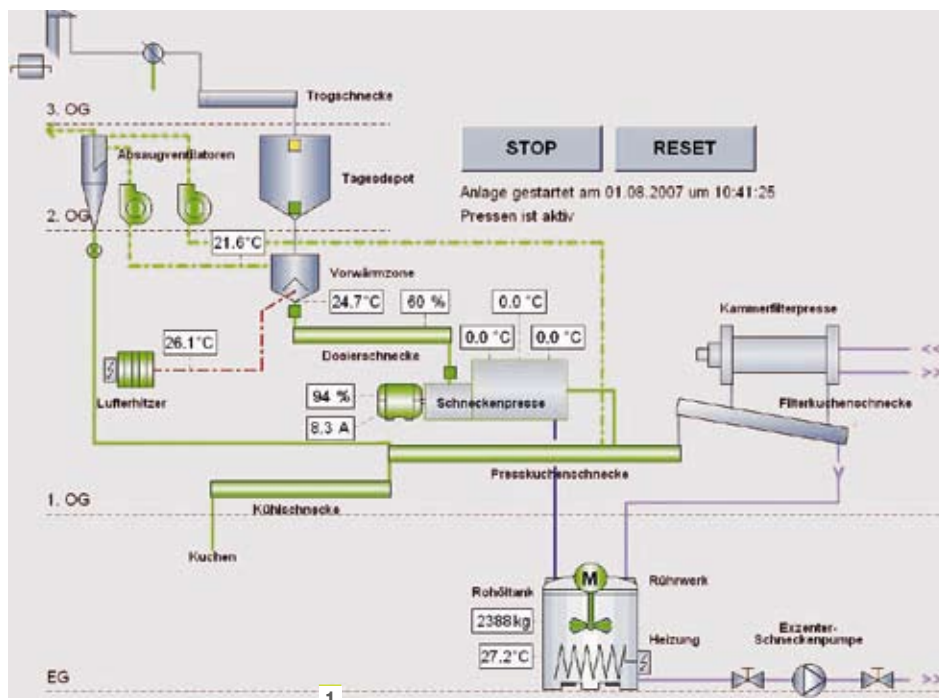 Trogschnecke
3. OG
Absaugventilatoren
STOP
RESET
Tagesdepot
Anlage gestartet am 01.08.2007 um 10:41:25
Pressen ist aktiv
2. OG
21.6°C
Vorwärmzone
24.7°C
60 %
0.0 °C
Kammerfilterpresse
26.1°C
0.0 °C
0.0 °C
<<
>>
Dosierschnecke
Lufterhitzer
94 %
Schneckenpresse
Filterkuchenschnecke
8.3 A
Presskuchenschnecke
1. OG
Kühlschnecke
Kuchen
M
Rohöltank
Rührwerk
2388kg
Heizung
Exzenter-
Schneckenpumpe
27.2°C
EG
>>
1